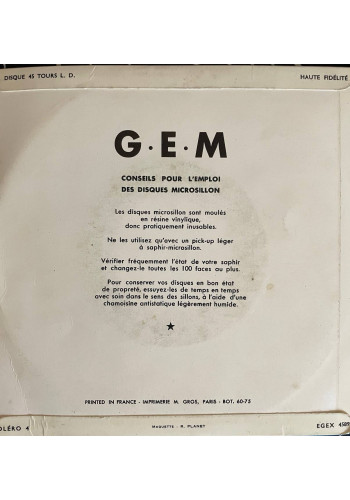 DISQUE 45 TOURS L. D.
HAUTE FIDÉLITÉ
G·E·M
CONSEILS POUR L'EMPLOI
DES DISQUES MICROSILLON
Les disques microsillon sont moulés
en résine vinylique,
donc pratiquement inusables.
Ne les utilisez qu'avec un pick-up léger
à saphir-microsillon.
Vérifier fréquemment l'état de votre saphir
et changez-le toutes les 100 faces au plus.
Pour conserver vos disques en bon état
de propreté, essuyez-les de temps en temps
avec soin dans le sens des sillons, à l'aide d'une
chamoisine antistatique légèrement humide.
PRINTED IN FRANCE - IMPRIMERIE M. GROS, PARIS - BOT. 60-75
OLÉRO 4
MAQUETTE : R. PLANET
EGEX